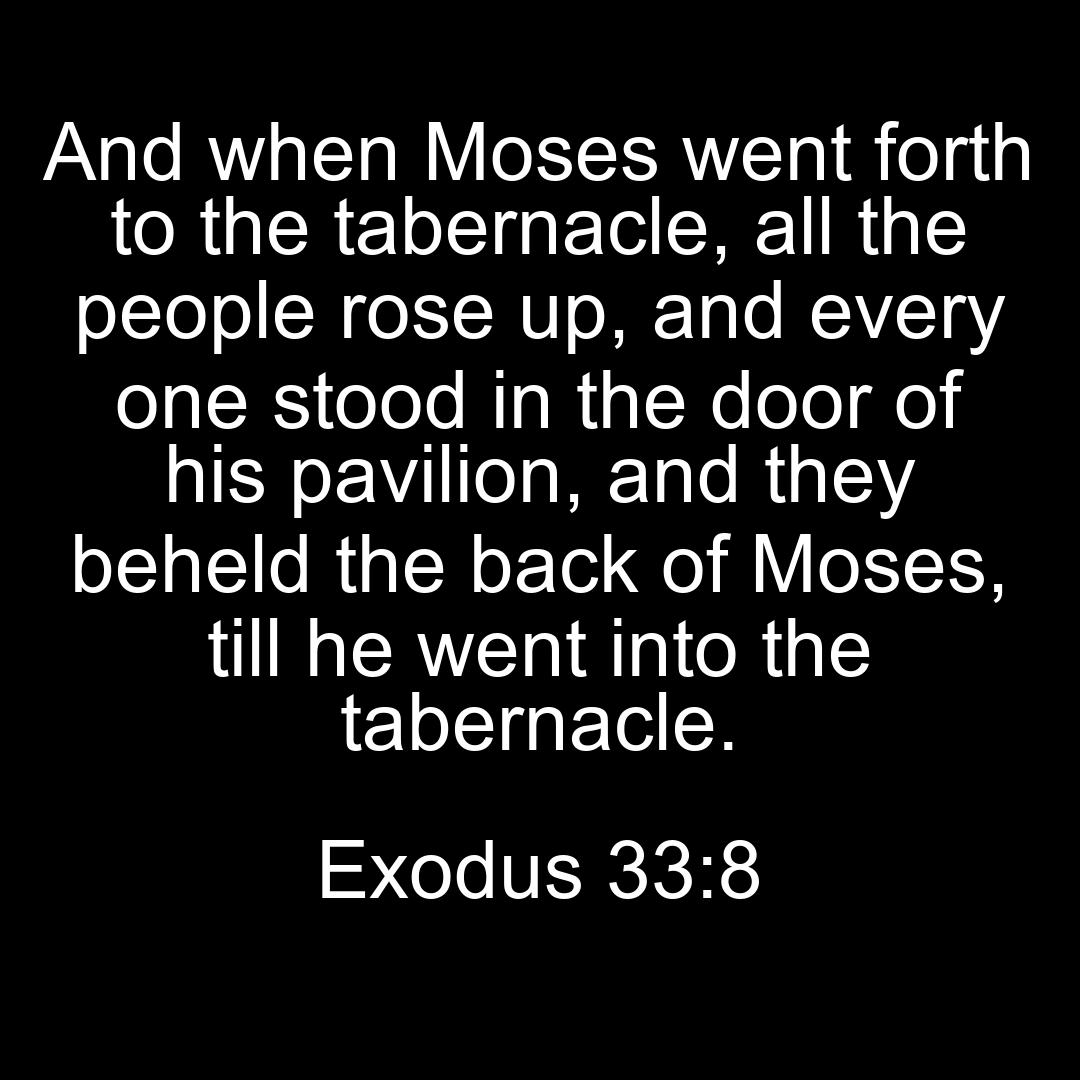 And when Moses went forth
to the tabernacle, all the
people rose up, and every
one stood in the door of
his pavilion, and they
beheld the back of Moses,
till he went into the
tabernacle.
Exodus 33:8